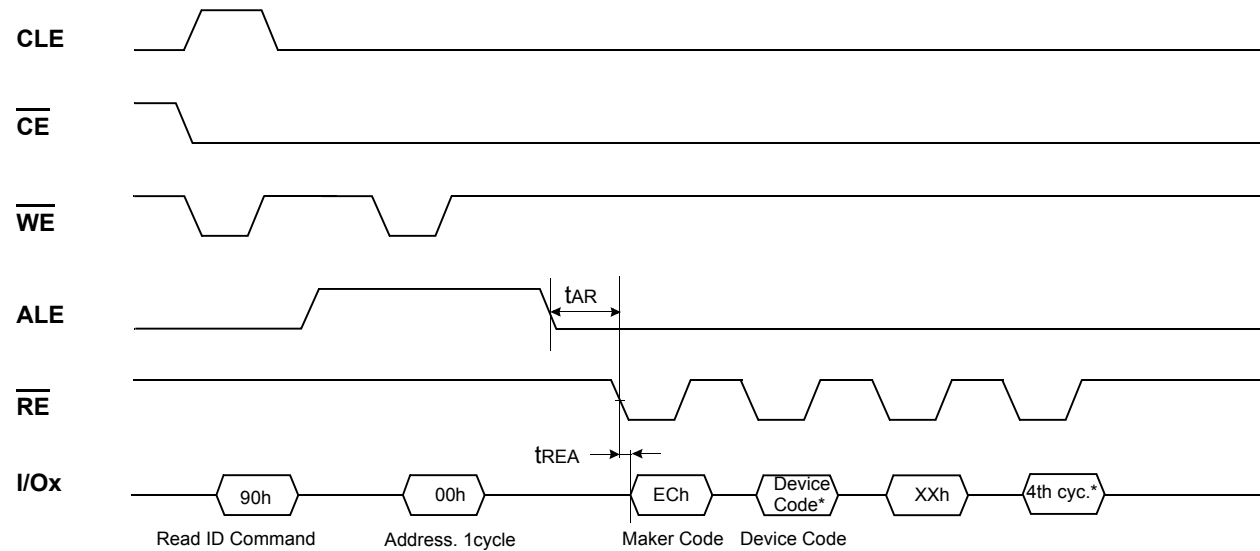 CLE
CE
WE
ALE
tAR
RE
tREA
I/Ox
90h
00h
ECh
Device
Code*
XXh
4th cyc.*
Read ID Command
Address. 1cycle
Maker Code
Device Code